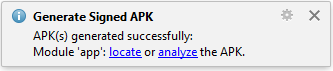 Generate Signed APK
APK(s) generated successfully:
Module 'app': locate or analyze the APK.